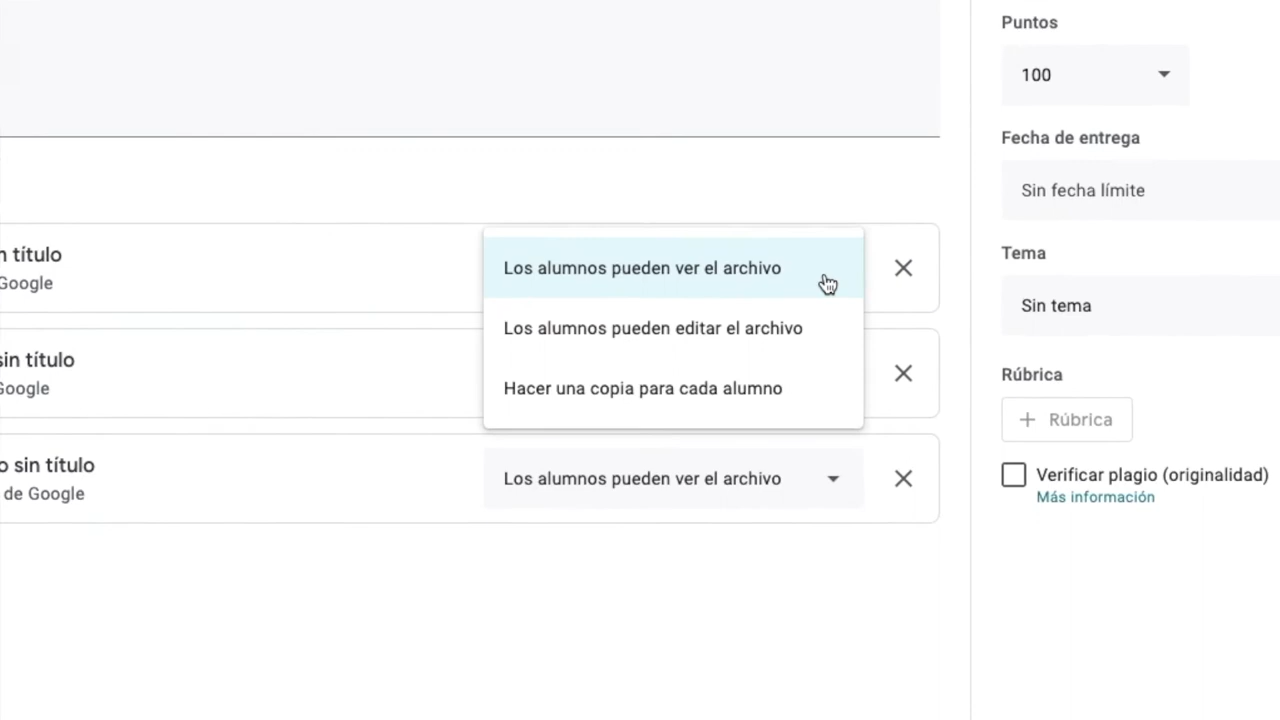 Puntos
100
Fecha de entrega
Sin fecha límite
Tema
Sin tema
Rúbrica
+ Rúbrica
Verificar plagio (originalidad)
Más información
título
Google
sin título
Google
sin título
de Google
Los alumnos pueden ver el archivo
Los alumnos pueden editar el archivo
Hacer una copia para cada alumno
Los alumnos pueden ver el archivo